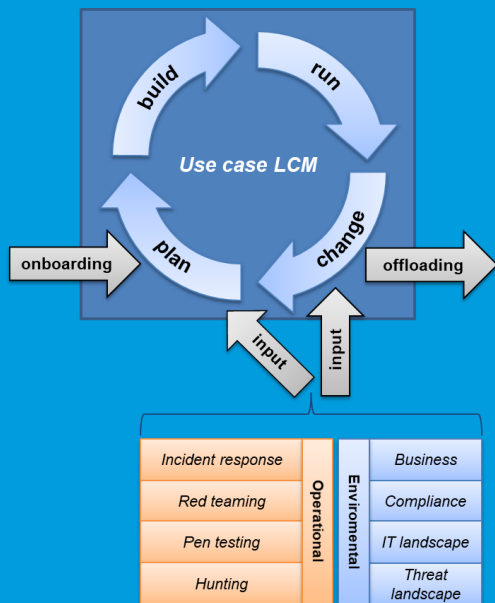 build
run
Use case LCM
plan
change
onboarding
offloading
input
input
Incident response
Red teaming
Pen testing
Hunting
Operational
Enviromental
Business
Compliance
IT landscape
Threat
landscape